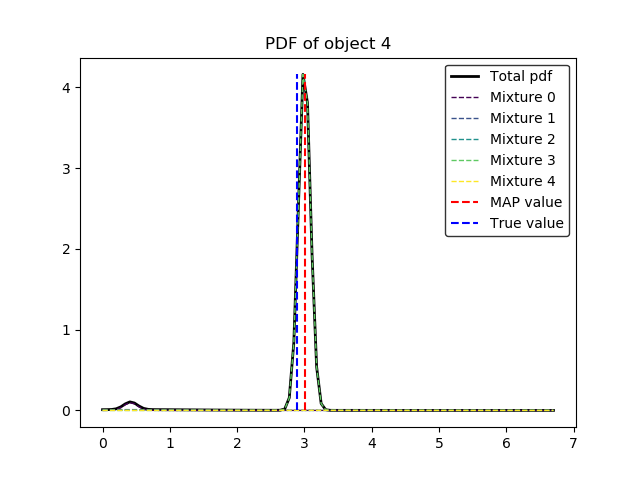 PDF of object 4
Total pdf
Mixture 0
Mixture 1
Mixture 2
Mixture 3
Mixture 4
MAP value
True value
4
3
2
1
0
0 1 2 3 4 5 6 7